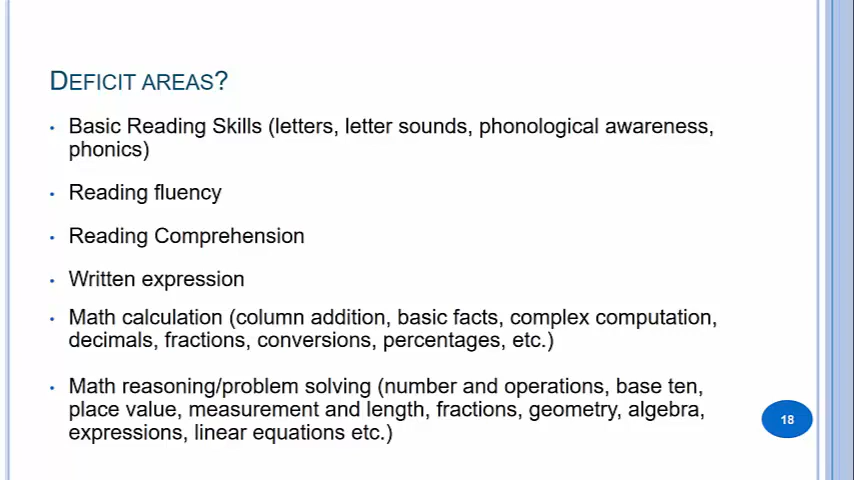 DEFICIT AREAS?
• Basic Reading Skills (letters, letter sounds, phonological awareness,
phonics)
• Reading fluency
• Reading Comprehension
• Written expression
• Math calculation (column addition, basic facts, complex computation,
decimals, fractions, conversions, percentages, etc.)
• Math reasoning/problem solving (number and operations, base ten,
place value, measurement and length, fractions, geometry, algebra,
expressions, linear equations etc.)
18